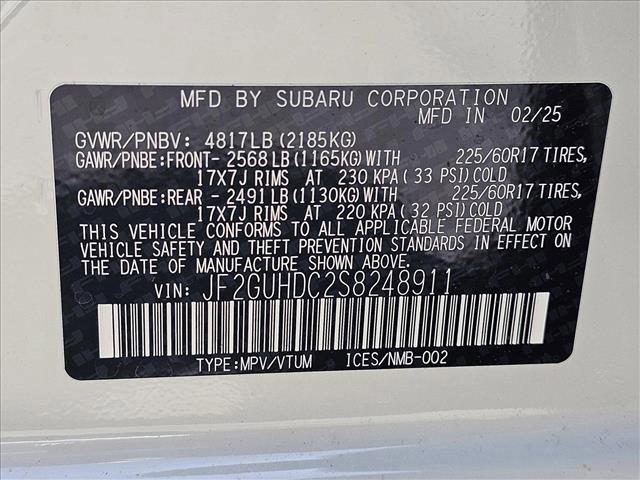 MFD BY SUBARU CORPORATION
MFD IN 02/25
GVWR/PNBV: 4817LB (2185KG)
GAWR/PNBE:FRONT- 2568LB (1165KG) WITH 225/60R17 TIRES,
17X7J RIMS AT 230 KPA ( 33 PSI) COLD
GAWR/PNBE:REAR - 2491LB (1130KG) WITH 225/60R17 TIRES,
17X7J RIMS AT 220 KPA ( 32 PSI) COLD
THIS VEHICLE CONFORMS TO ALL APPLICABLE FEDERAL MOTOR
VEHICLE SAFETY AND THEFT PREVENTION STANDARDS IN EFFECT ON
THE DATE OF MANUFACTURE SHOWN ABOVE.
VIN: JF2GUHDC2S8248911
TYPE:MPV/VTUM ICES/NMB-002